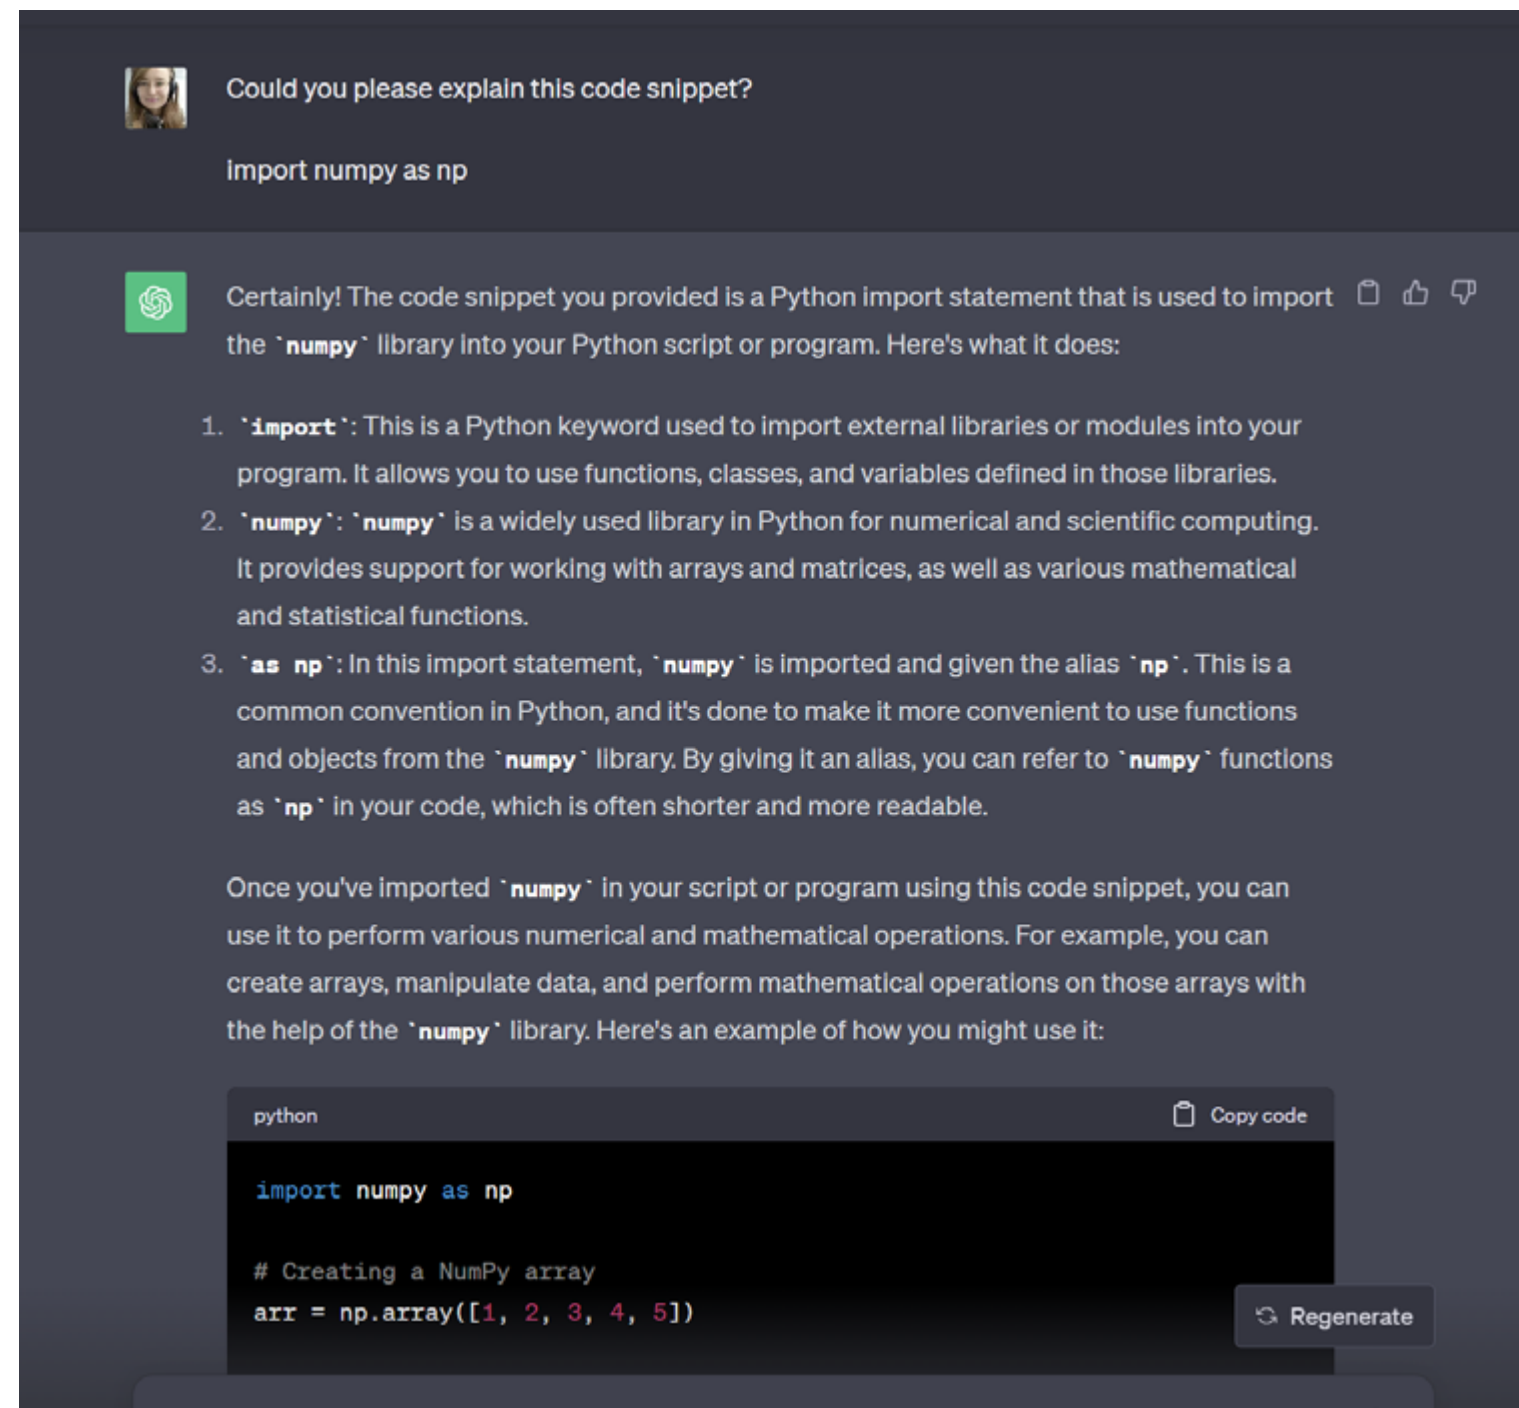 Could you please explain this code snippet?
import numpy as np
Certainly! The code snippet you provided is a Python import statement that is used to import
the `numpy` library into your Python script or program. Here's what it does:
1. `import`: This is a Python keyword used to import external libraries or modules into your
program. It allows you to use functions, classes, and variables defined in those libraries.
2. `numpy`: `numpy` is a widely used library in Python for numerical and scientific computing.
It provides support for working with arrays and matrices, as well as various mathematical
and statistical functions.
3. `as np`: In this import statement, `numpy` is imported and given the alias `np`. This is a
common convention in Python, and it's done to make it more convenient to use functions
and objects from the `numpy` library. By giving it an alias, you can refer to `numpy` functions
as `np` in your code, which is often shorter and more readable.
Once you've imported `numpy` in your script or program using this code snippet, you can
use it to perform various numerical and mathematical operations. For example, you can
create arrays, manipulate data, and perform mathematical operations on those arrays with
the help of the `numpy` library. Here's an example of how you might use it:
python Copy code
import numpy as np
# Creating a NumPy array
arr = np.array([1, 2, 3, 4, 5])
Regenerate